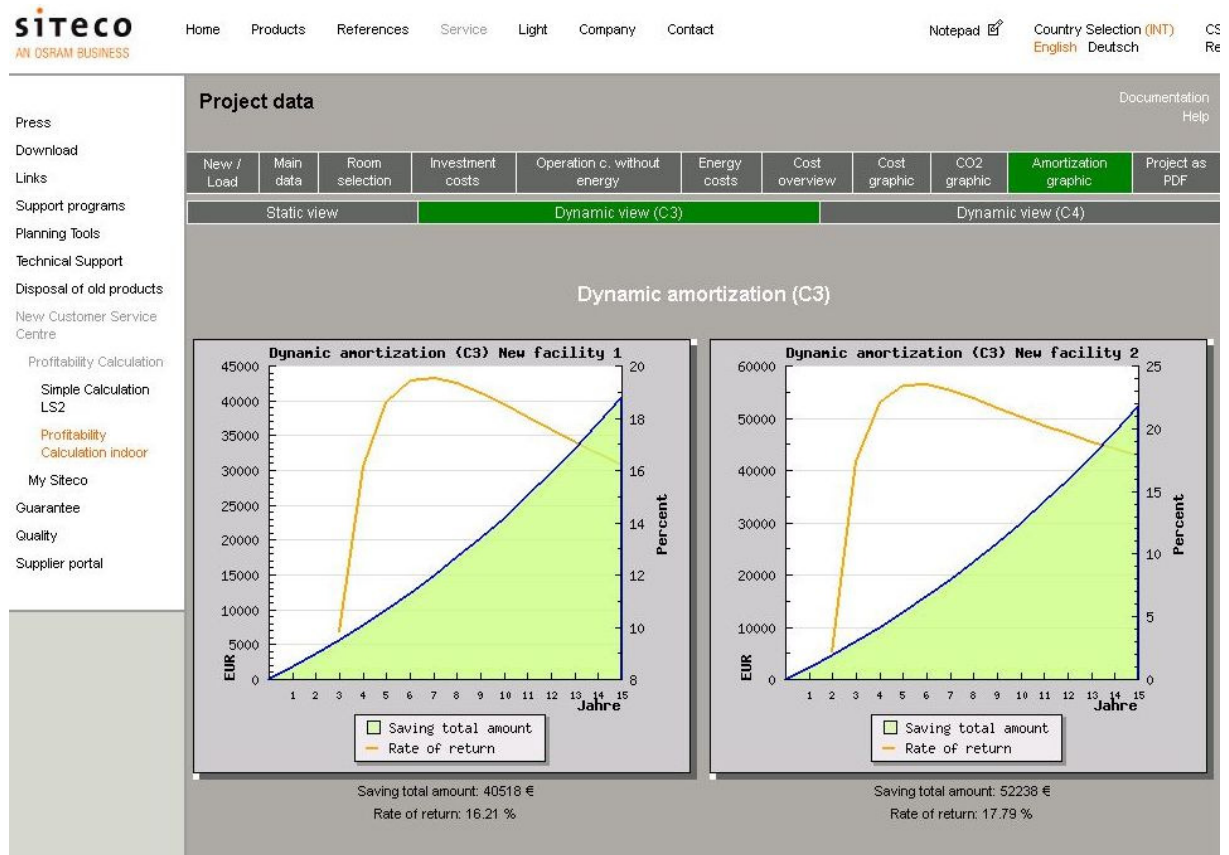 siTeco
AN OSRAM BUSINESS
Home Products References Service Light Company Contact
Notepad
Country Selection (INT)
English Deutsch
CS
Re
Press
Download
Links
Support programs
Planning Tools
Technical Support
Disposal of old products
New Customer Service
Centre
Profitability Calculation
Simple Calculation
LS2
Profitability
Calculation indoor
My Siteco
Guarantee
Quality
Supplier portal
Project data
Documentation
Help
New /
Load
Main
data
Room
selection
Investment
costs
Operation c. without
energy
Energy
costs
Cost
overview
Cost
graphic
CO2
graphic
Amortization
graphic
Project as
PDF
Static view
Dynamic view (C3)
Dynamic view (C4)
Dynamic amortization (C3)
Dynamic amortization (C3) New facility 1
45000
40000
35000
30000
25000
20000
15000
10000
5000
0
EUR
20
18
16
14
12
10
8
Percent
1 2 3 4 5 6 7 8 9 10 11 12 13 14 15
Jahre
Saving total amount
Rate of return
Saving total amount: 40518 €
Rate of return: 16.21 %
Dynamic amortization (C3) New facility 2
60000
50000
40000
30000
20000
10000
0
EUR
25
20
15
10
5
0
Percent
1 2 3 4 5 6 7 8 9 10 11 12 13 14 15
Jahre
Saving total amount
Rate of return
Saving total amount: 52238 €
Rate of return: 17.79 %